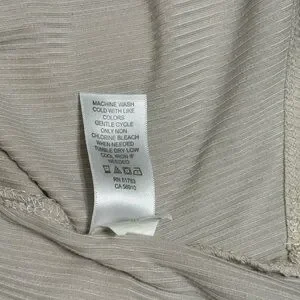 MACHINE WASH
COLD WITH LIKE
COLORS
GENTLE CYCLE
ONLY NON
CHLORINE BLEACH
WHEN NEEDED
TUMBLE DRY LOW
COOL IRON IF
NEEDED
RN 51783
CA 56910